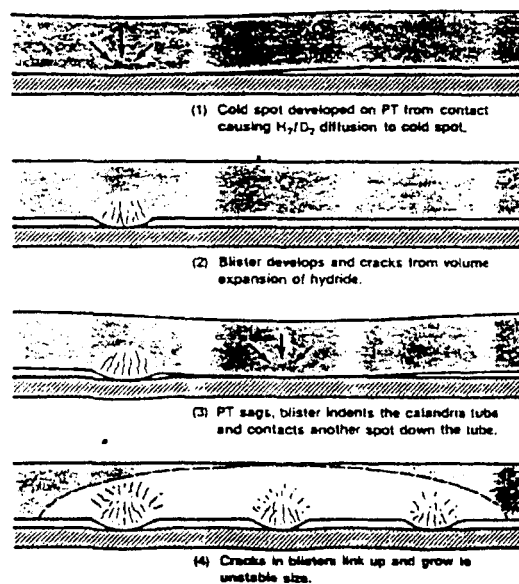 (1) Cold spot developed on PT from contact
causing H₂/D₂ diffusion to cold spot.
(2) Blister develops and cracks from volume
expansion of hydride.
(3) PT sags, blister indents the calandria tube
and contacts another spot down the tube.
(4) Cracks in blisters link up and grow to
unstable size.